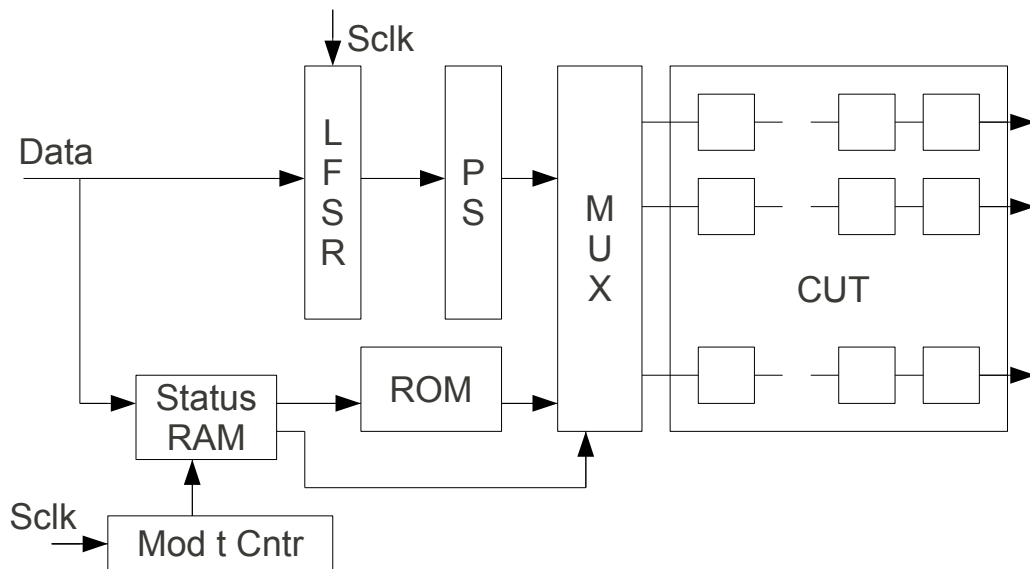 Sclk
Data
L
F
S
R
P
S
M
U
X
CUT
Status
RAM
ROM
Sclk
Mod t Cntr